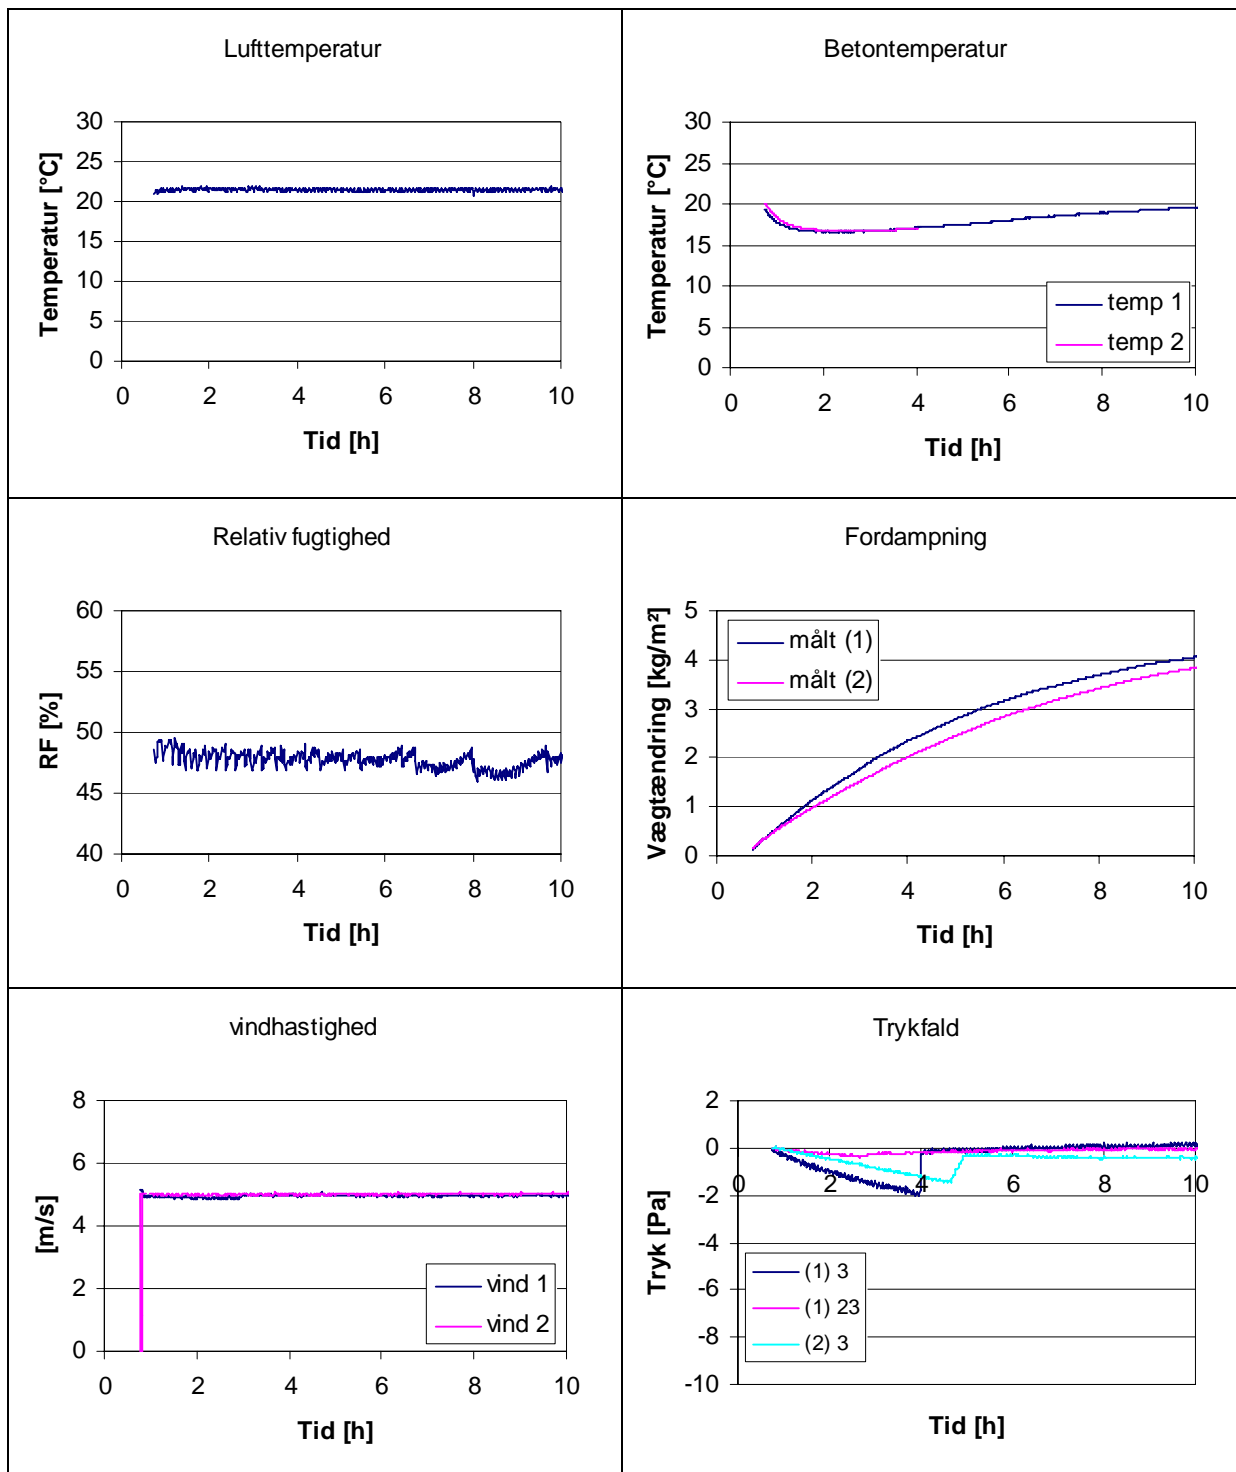 Lufttemperatur
Temperatur [°C]
30
25
20
15
10
5
0
0 2 4 6 8 10
Tid [h]
Betontemperatur
Temperatur [°C]
30
25
20
15
10
5
0
temp 1
temp 2
0 2 4 6 8 10
Tid [h]
Relativ fugtighed
RF [%]
60
55
50
45
40
0 2 4 6 8 10
Tid [h]
Fordampning
Vægtændring [kg/m²]
5
4
3
2
1
0
målt (1)
målt (2)
0 2 4 6 8 10
Tid [h]
vindhastighed
[m/s]
8
6
4
2
0
vind 1
vind 2
0 2 4 6 8 10
Tid [h]
Trykfald
Tryk [Pa]
2
0
-2
-4
-6
-8
-10
0 2 4 6 8 10
(1) 3
(1) 23
(2) 3
Tid [h]